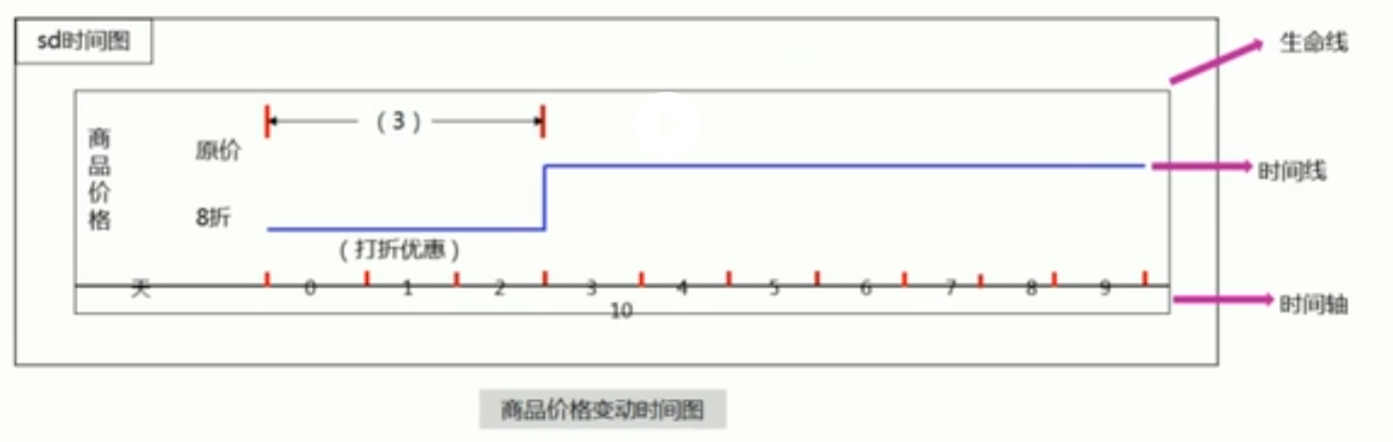 sd时间图
生命线
商品价格
（3）
原价
时间线
8折
（打折优惠）
天 0 1 2 3 4 5 6 7 8 9
10
时间轴
商品价格变动时间图